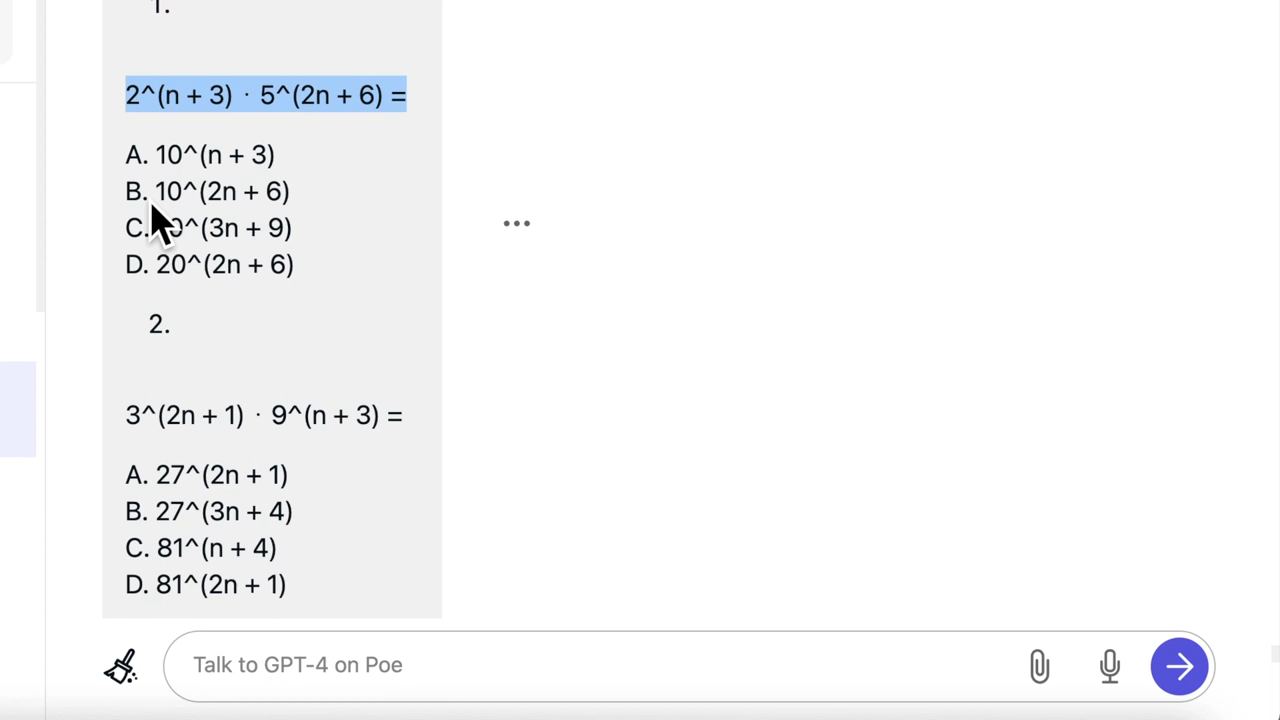 1.
2^(n + 3) · 5^(2n + 6) =
A. 10^(n + 3)
B. 10^(2n + 6)
C. 0^(3n + 9)
D. 20^(2n + 6)
2.
3^(2n + 1) · 9^(n + 3) =
A. 27^(2n + 1)
B. 27^(3n + 4)
C. 81^(n + 4)
D. 81^(2n + 1)
Talk to GPT-4 on Poe